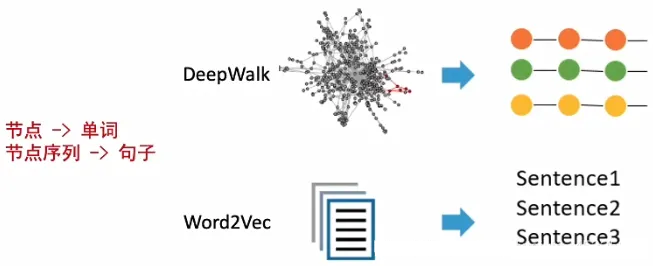 DeepWalk
节点 -> 单词
节点序列 -> 句子
Word2Vec
Sentence1
Sentence2
Sentence3